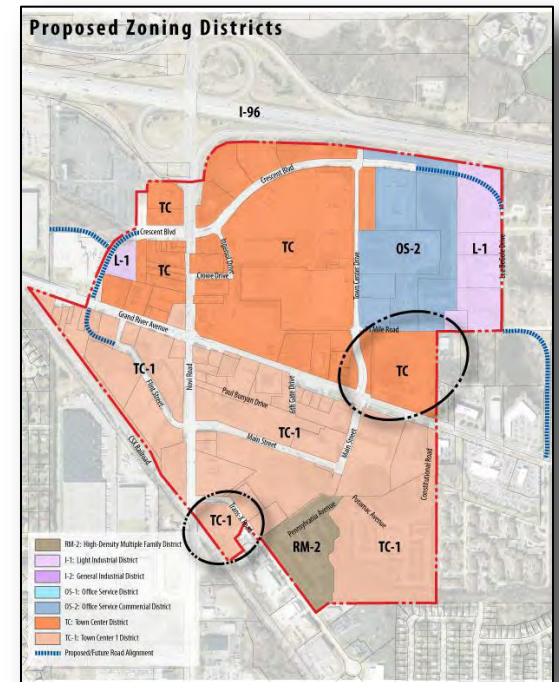 Proposed Zoning Districts
I-96
Crescent Blvd
TC
Crescent Blvd
TC
OS-2
L-1
L-1
TC
Crowe Drive
Town Center Drive
Grand River Avenue
TC
TC-1
Novi Road
Flint Street
Paul Bunyan Drive
TC-1
Main Street
Main Street
Constitutional Road
CSX Railroad
TC-1
Pennsylvania Avenue
Potomac Avenue
RM-2
TC-1
RM-2: High-Density Multiple Family District
I-1: Light Industrial District
I-2: General Industrial District
OS-1: Office Service District
OS-2: Office Service Commercial District
TC: Town Center District
TC-1: Town Center 1 District
Proposed/Future Road Alignment